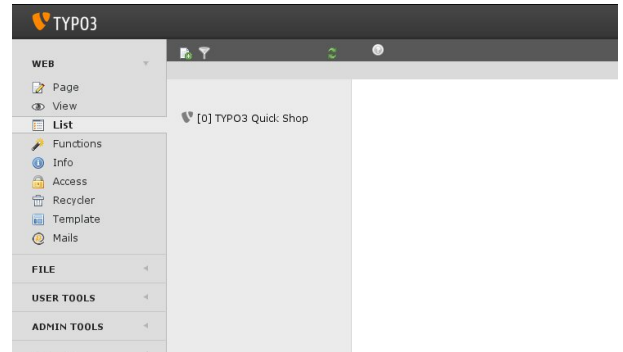 TYPO3
WEB
Page
View
List
Functions
Info
Access
Recycler
Template
Mails
FILE
USER TOOLS
ADMIN TOOLS
[0] TYPO3 Quick Shop